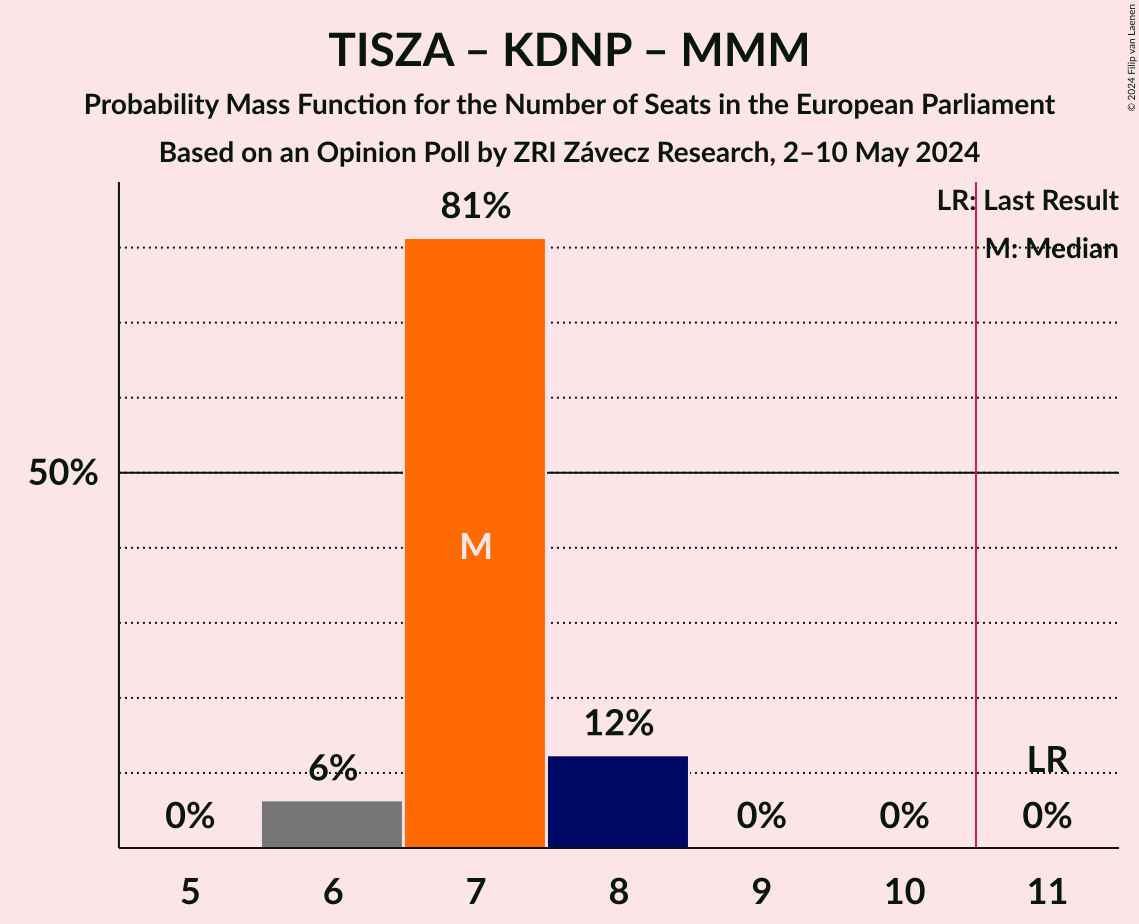 TISZA – KDNP – MMM
Probability Mass Function for the Number of Seats in the European Parliament
Based on an Opinion Poll by ZRI Závecz Research, 2–10 May 2024
© 2024 Filip van Laenen
LR: Last Result
M: Median
81%
50%
M
12%
6%
LR
0%
0%
0%
0%
5 6 7 8 9 10 11